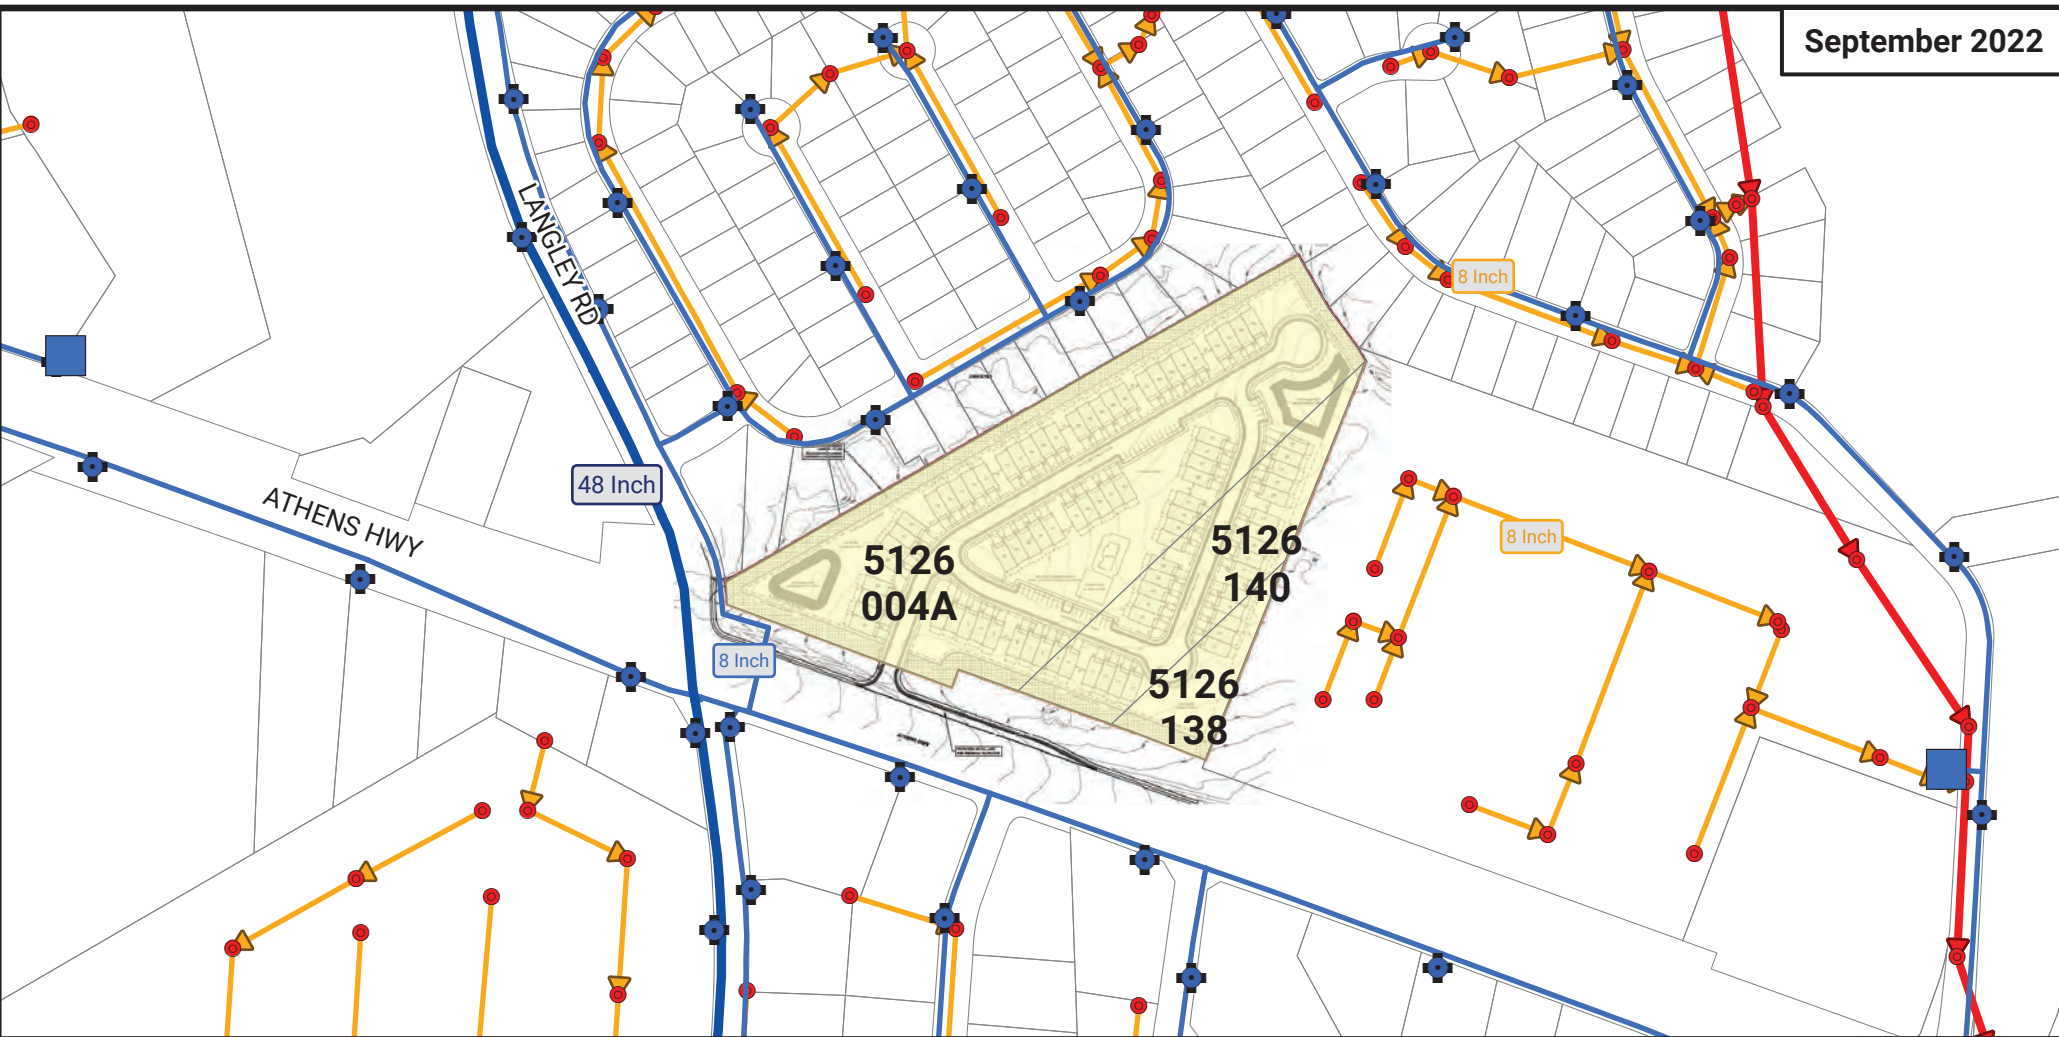 September 2022
LANGLEY RD
8 Inch
48 Inch
ATHENS HWY
8 Inch
5126
140
5126
004A
8 Inch
5126
138